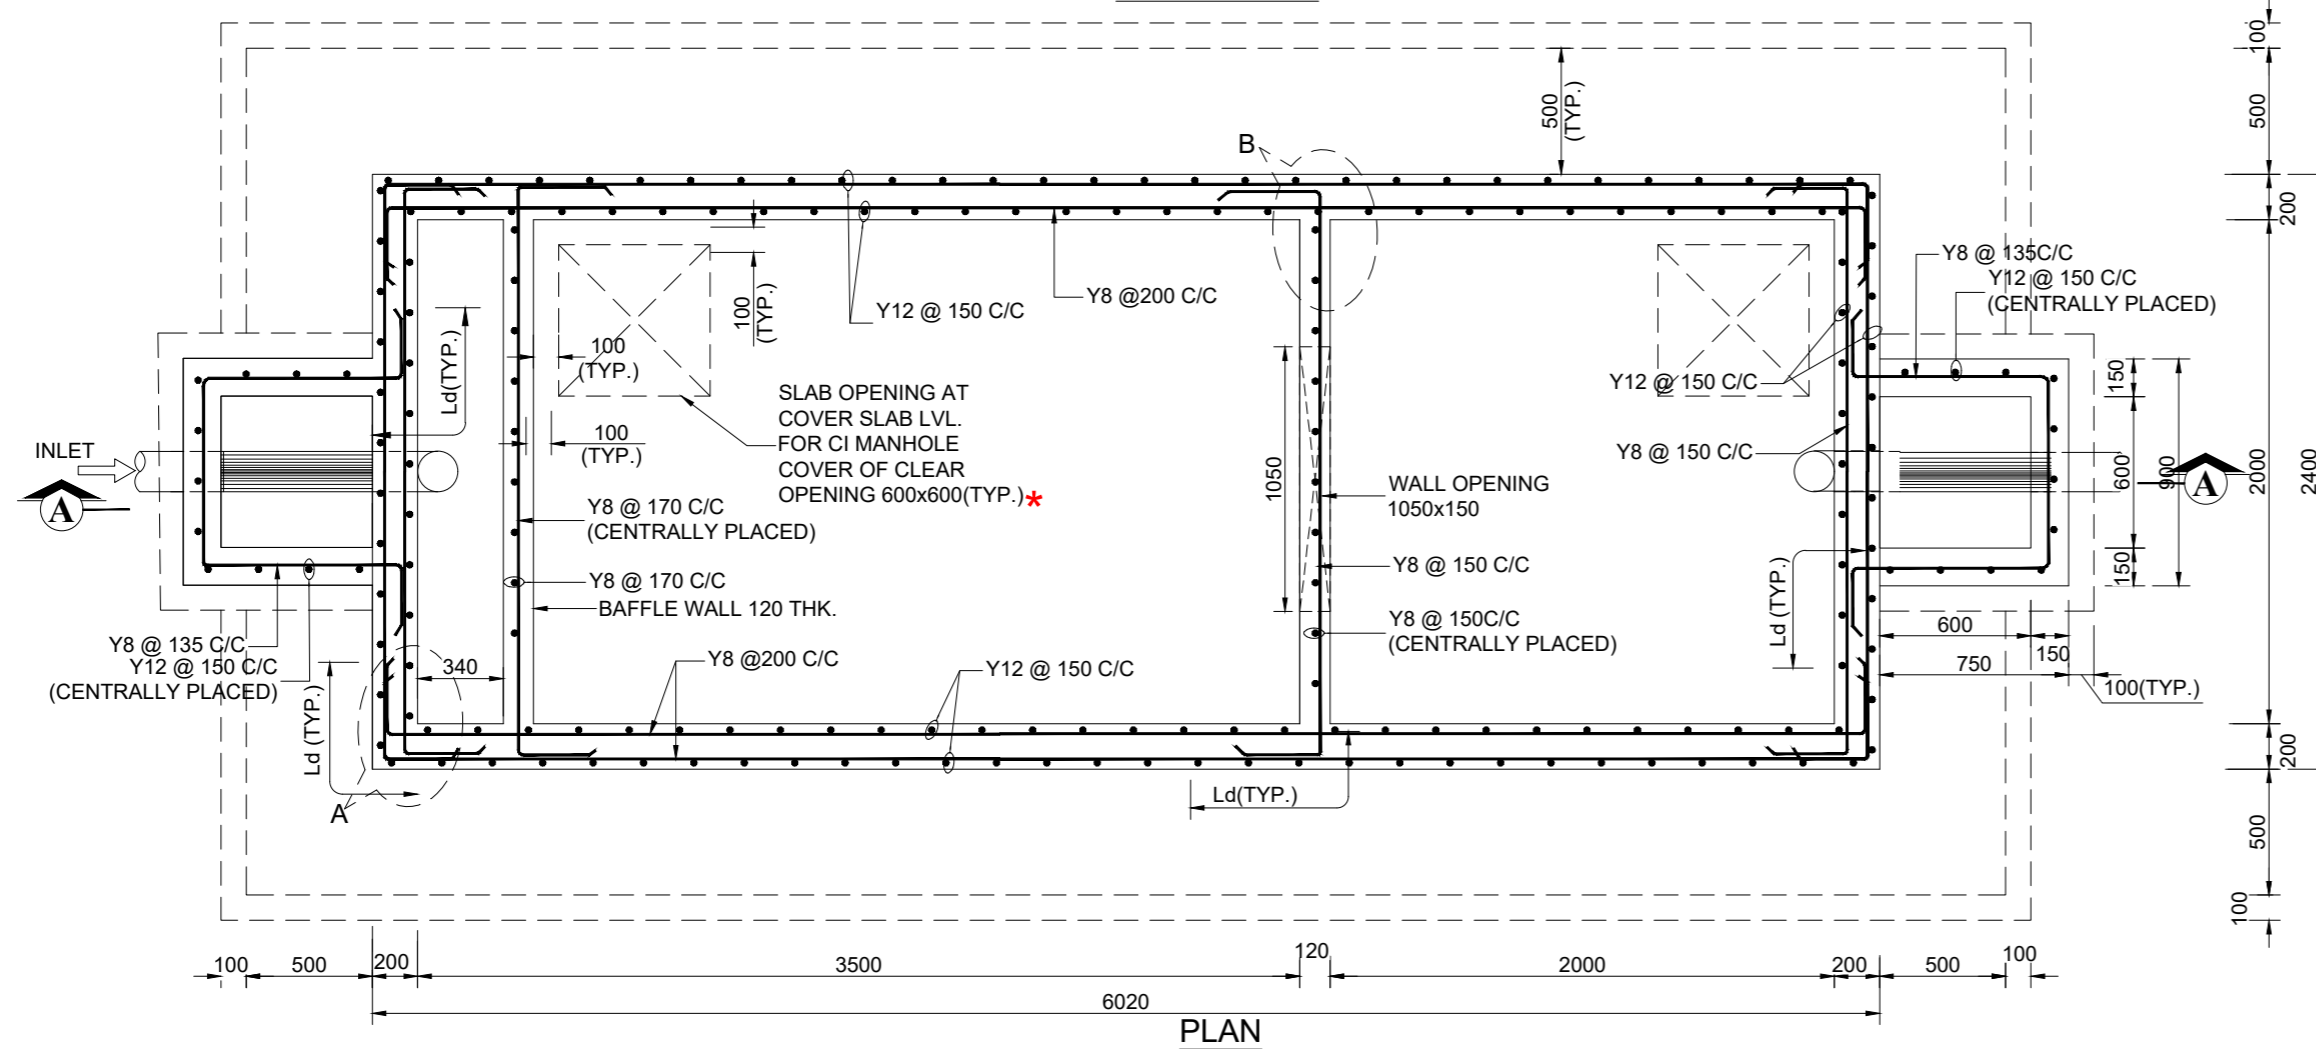 100
500
(TYP.)
500
B
200
Y8 @ 135C/C
Y12 @ 150 C/C
(CENTRALLY PLACED)
Y12 @ 150 C/C
Y8 @200 C/C
100
(TYP.)
Ld(TYP.)
100
(TYP.)
SLAB OPENING AT
COVER SLAB LVL.
FOR CI MANHOLE
COVER OF CLEAR
OPENING 600x600(TYP.)*
100
(TYP.)
Y12 @ 150 C/C
Y8 @ 150 C/C
150
INLET
A
1050
WALL OPENING
1050x150
600
900
A
2000
2400
Y8 @ 170 C/C
(CENTRALLY PLACED)
Y8 @ 170 C/C
BAFFLE WALL 120 THK.
Y8 @ 150 C/C
Y8 @ 150C/C
(CENTRALLY PLACED)
Ld (TYP.)
150
Y8 @ 135 C/C
Y12 @ 150 C/C
(CENTRALLY PLACED)
340
Y8 @200 C/C
Y12 @ 150 C/C
600
150
750
100(TYP.)
Ld (TYP.)
A
Ld(TYP.)
200
500
100
100
500
200
3500
120
2000
200
500
100
6020
PLAN